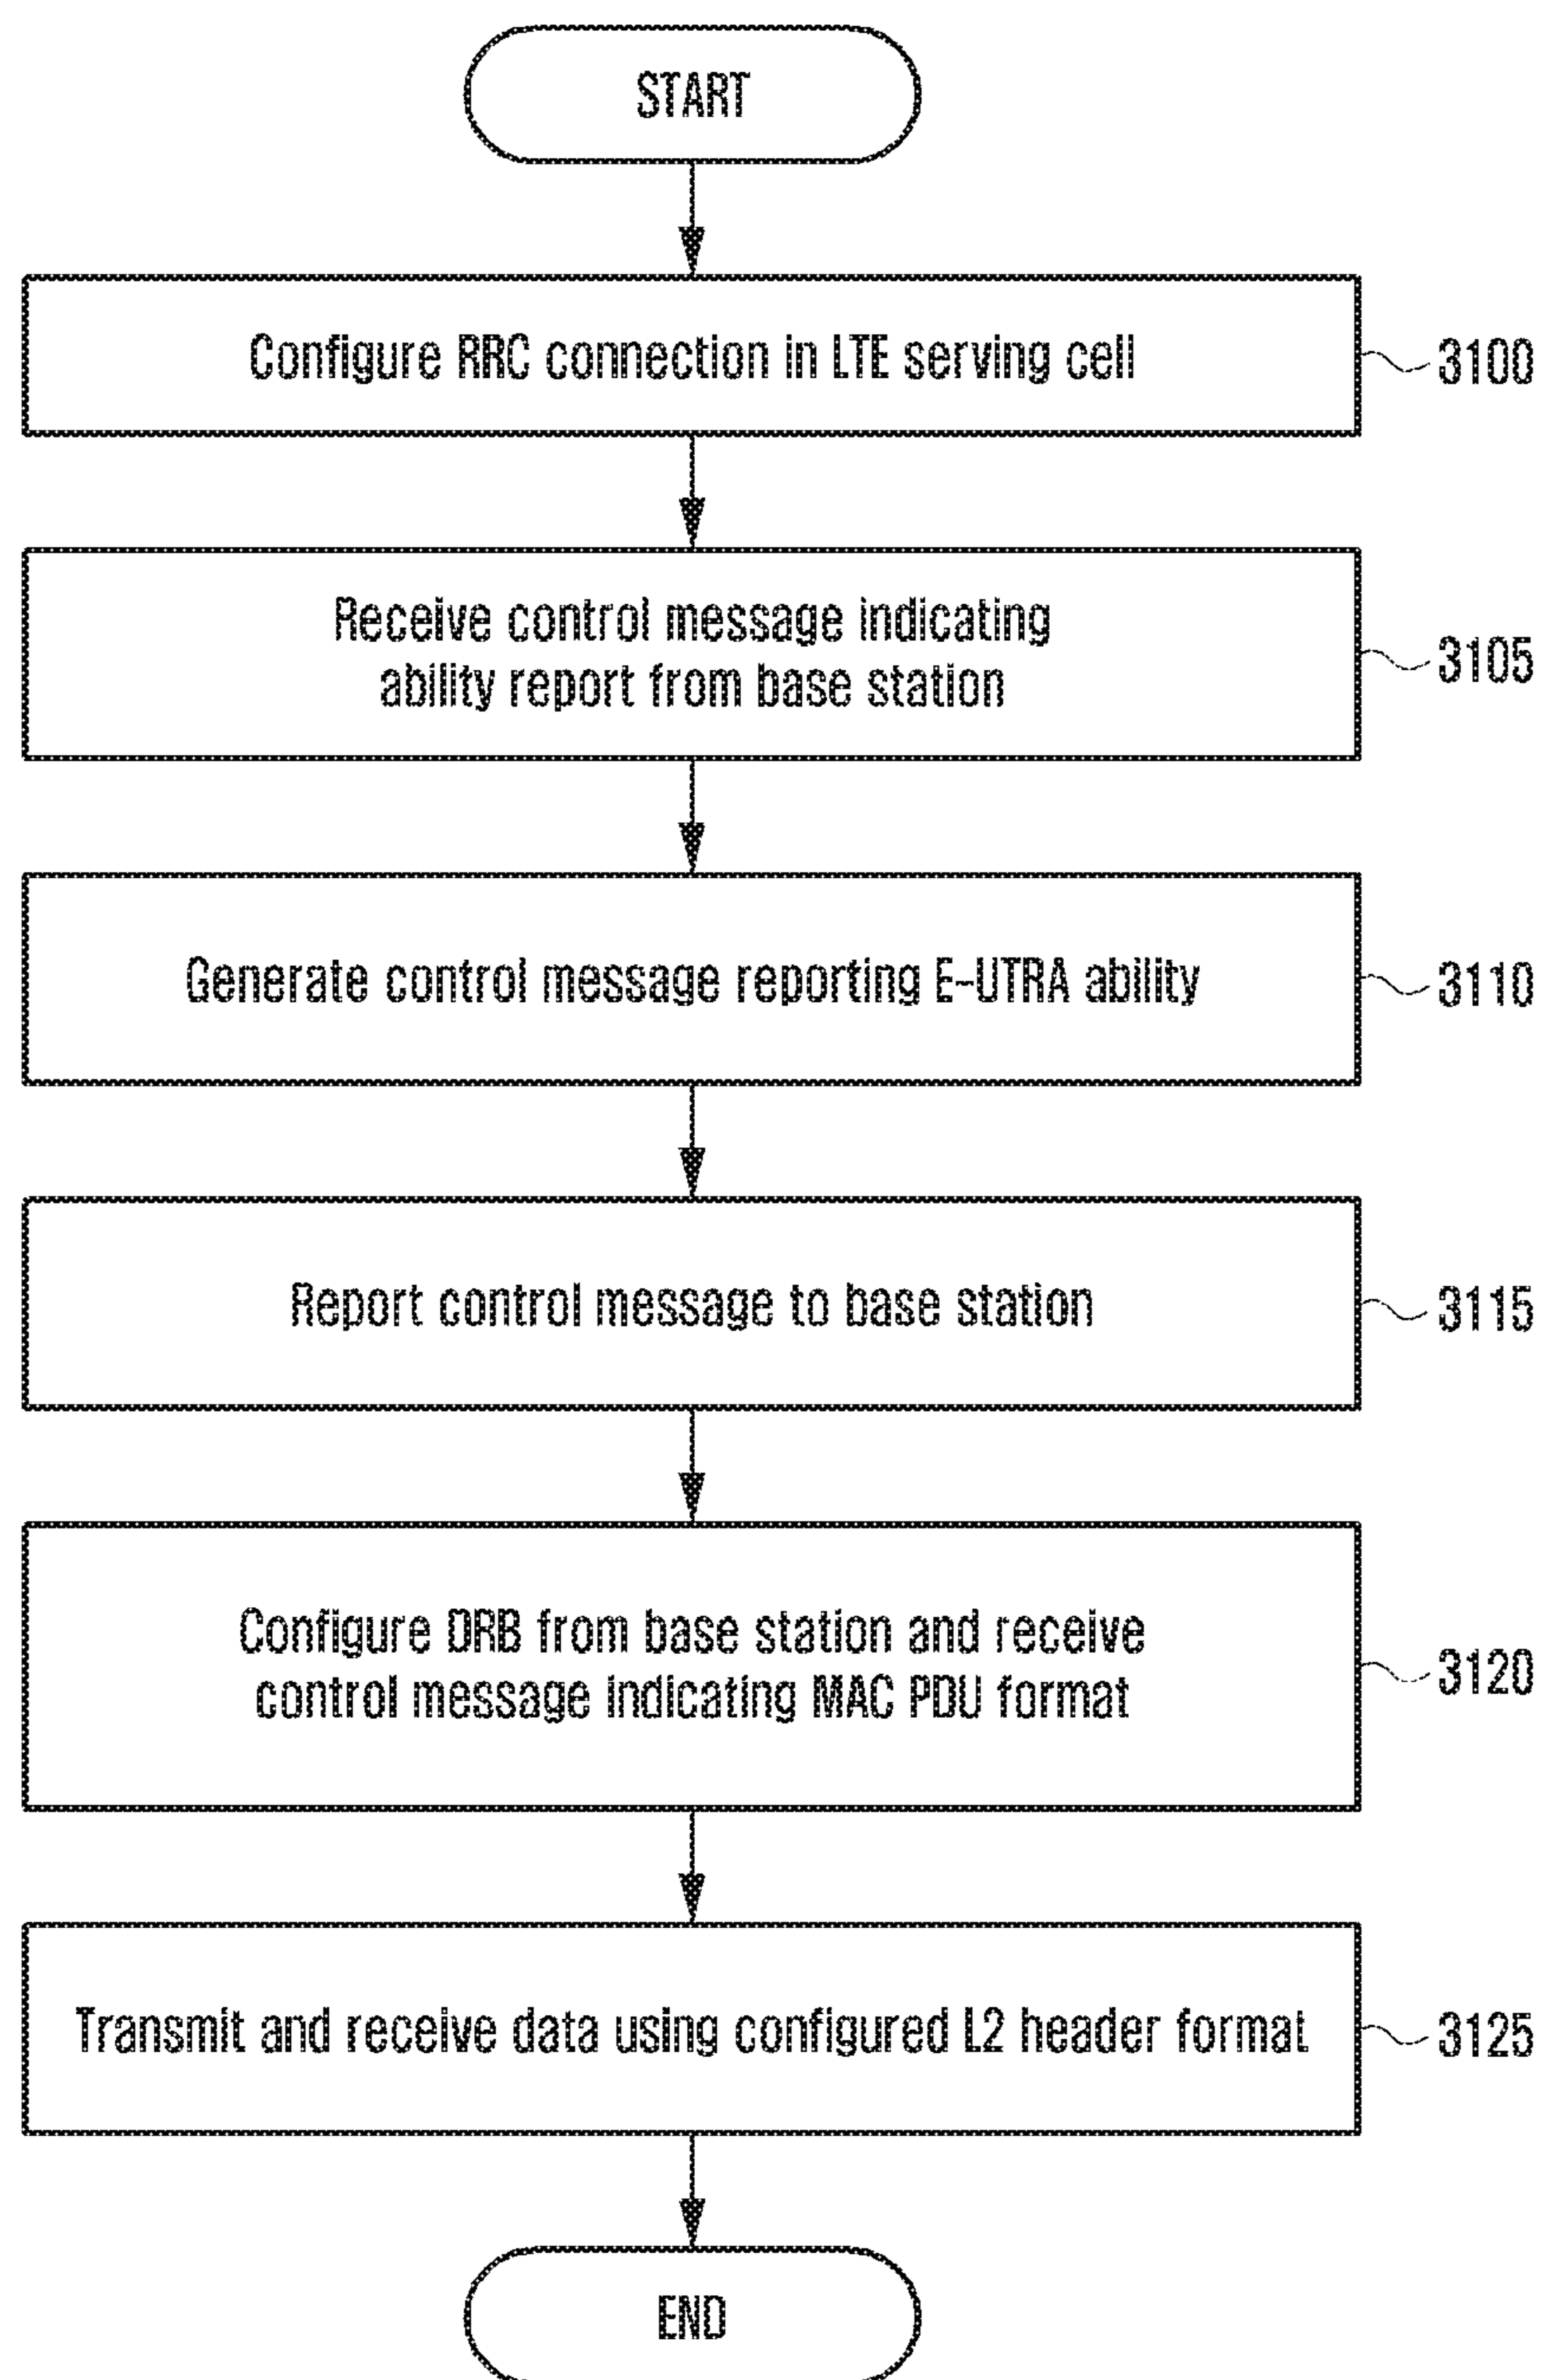 START
Configure RRC connection in LTE serving cell
3100
Receive control message indicating
ability report from base station
3105
Generate control message reporting E-UTRA ability
3110
Report control message to base station
3115
Configure DRB from base station and receive
control message indicating MAC PDU format
3120
Transmit and receive data using configured L2 header format
3125
END